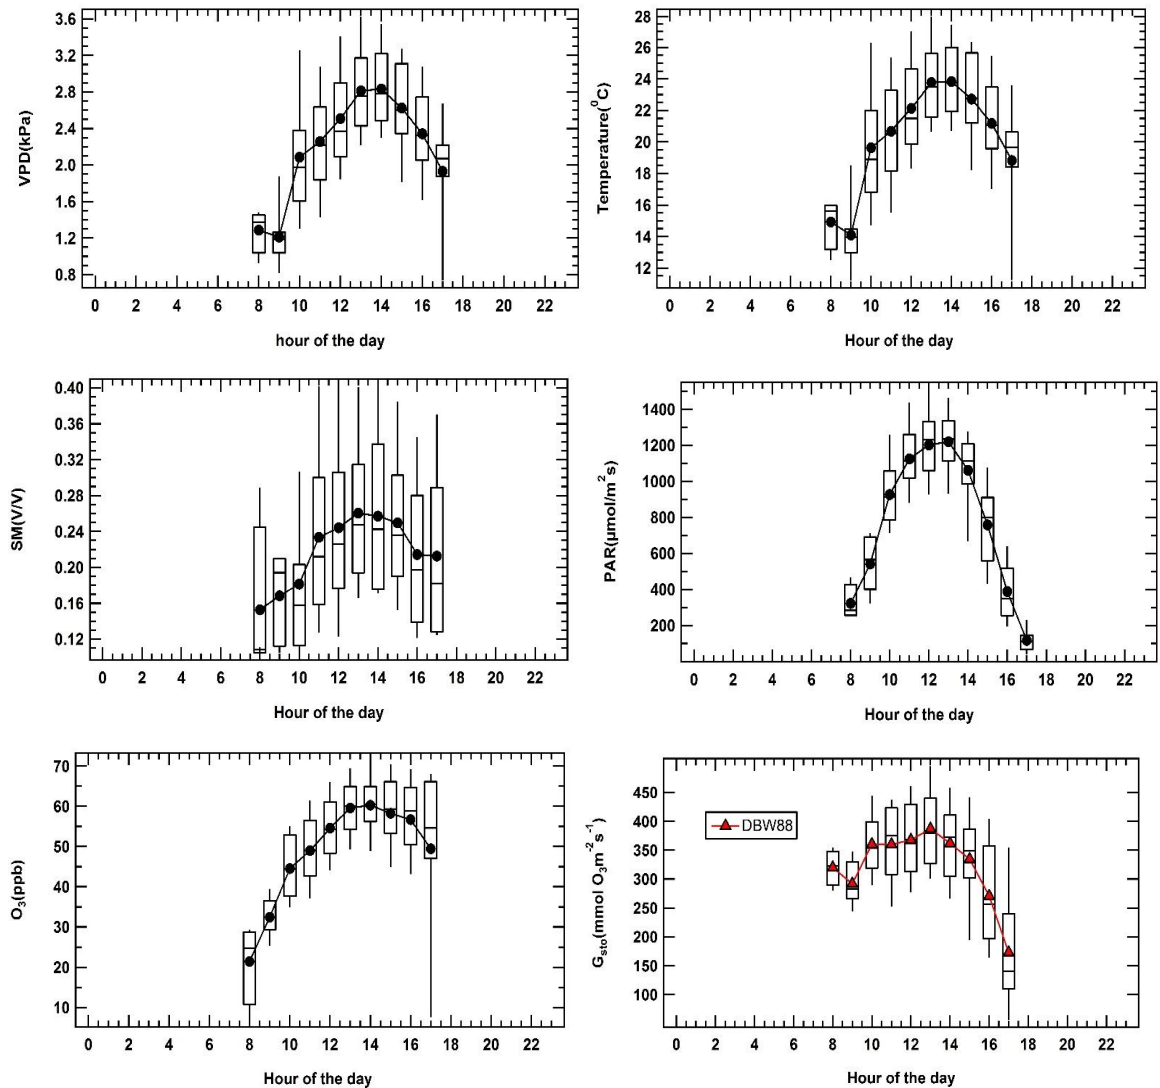 3.6
3.2
2.8
2.4
2.0
1.6
1.2
0.8
VPD(kPa)
0 2 4 6 8 10 12 14 16 18 20 22
hour of the day
28
26
24
22
20
18
16
14
12
Temperature(⁰C)
0 2 4 6 8 10 12 14 16 18 20 22
Hour of the day
0.40
0.36
0.32
0.28
0.24
0.20
0.16
0.12
SM(V/V)
0 2 4 6 8 10 12 14 16 18 20 22
Hour of the day
1400
1200
1000
800
600
400
200
PAR(µmol/m²s)
0 2 4 6 8 10 12 14 16 18 20 22
Hour of the day
70
60
50
40
30
20
10
O₃(ppb)
0 2 4 6 8 10 12 14 16 18 20 22
Hour of the day
450
400
350
300
250
200
150
100
Gsto(mmol O₃m⁻²s⁻¹)
DBW88
0 2 4 6 8 10 12 14 16 18 20 22
Hour of the day